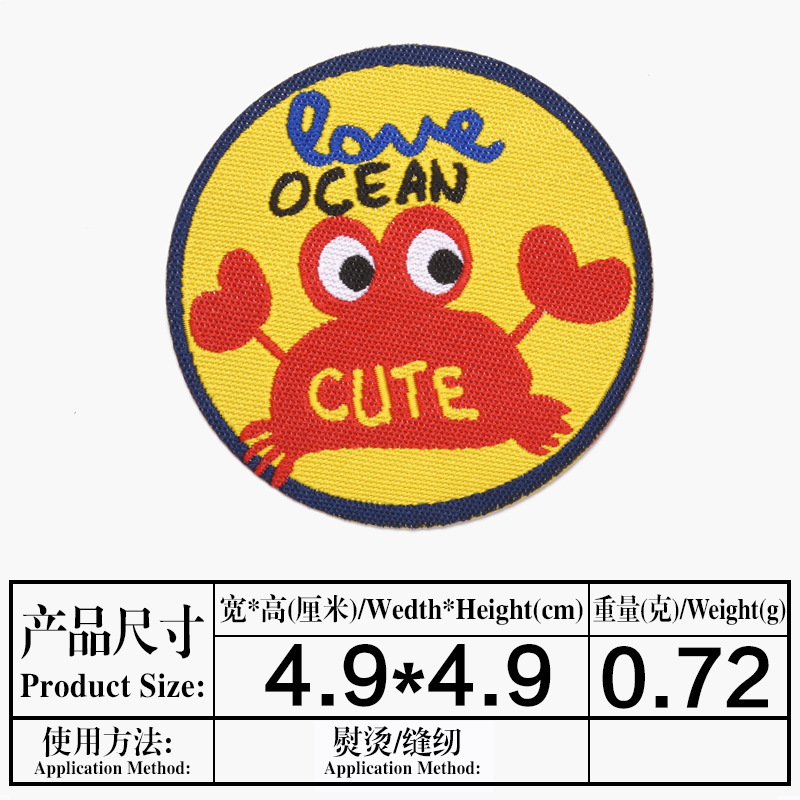 love
OCEAN
CUTE
产品尺寸
Product Size:
宽*高(厘米)/Wedth*Height(cm)
重量(克)/Weight(g)
4.9*4.9
0.72
使用方法:
Application Method:
熨烫/缝纫
Application Method: